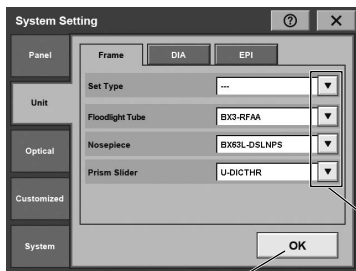 System Setting
?
X
Panel
Unit
Optical
Customized
System
Frame
DIA
EPI
Set Type
---
Floodlight Tube
BX3-RFAA
Nosepiece
BX63L-DSLNPS
Prism Slider
U-DICTHR
OK